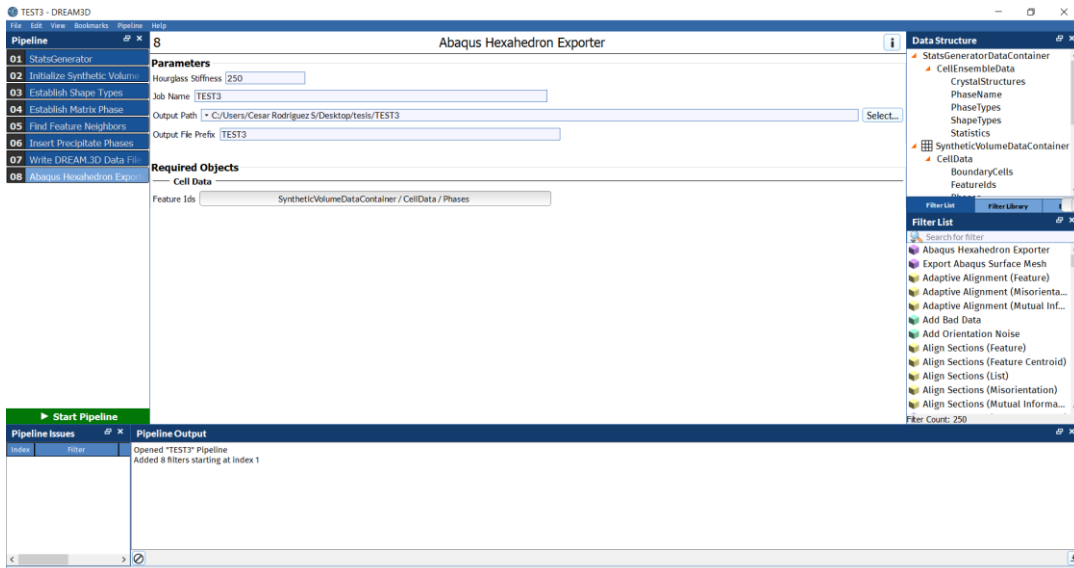 TEST3 - DREAM3D
File Edit View Bookmarks Pipeline Help
Pipeline
01 StatsGenerator
02 Initialize Synthetic Volume
03 Establish Shape Types
04 Establish Matrix Phase
05 Find Feature Neighbors
06 Insert Precipitate Phases
07 Write DREAM.3D Data File
08 Abaqus Hexahedron Export
Start Pipeline
8 Abaqus Hexahedron Exporter i
Parameters
Hourglass Stiffness 250
Job Name TEST3
Output Path C:/Users/Cesar Rodriguez S/Desktop/tesis/TEST3 Select...
Output File Prefix TEST3
Required Objects
Cell Data
Feature Ids SyntheticVolumeDataContainer / CellData / Phases
Data Structure
StatsGeneratorDataContainer
CellEnsembleData
CrystalStructures
PhaseName
PhaseTypes
ShapeTypes
Statistics
SyntheticVolumeDataContainer
CellData
BoundaryCells
FeatureIds
Filter List Filter Library
Filter List
Search for filter
Abaqus Hexahedron Exporter
Export Abaqus Surface Mesh
Adaptive Alignment (Feature)
Adaptive Alignment (Misorienta...
Adaptive Alignment (Mutual Inf...
Add Bad Data
Add Orientation Noise
Align Sections (Feature)
Align Sections (Feature Centroid)
Align Sections (List)
Align Sections (Misorientation)
Align Sections (Mutual Informa...
Filter Count: 250
Pipeline Issues
Index Filter
Pipeline Output
Opened "TEST3" Pipeline
Added 8 filters starting at index 1